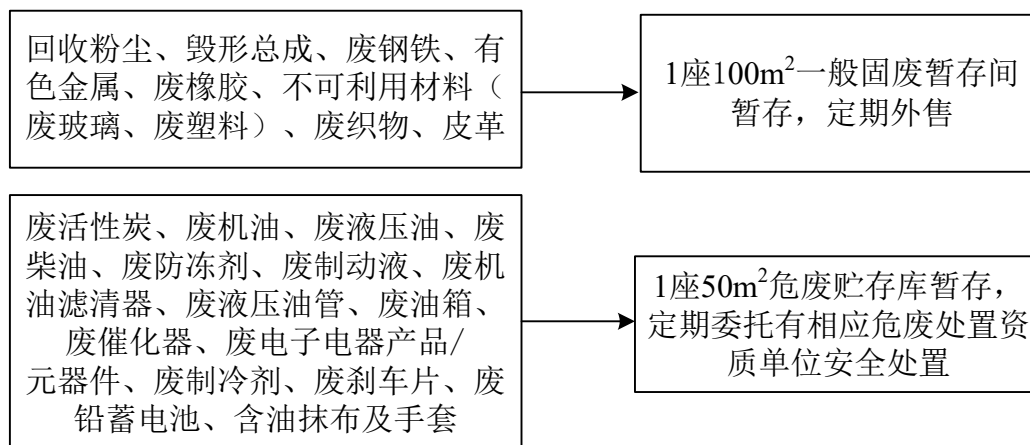 回收粉尘、毁形总成、废钢铁、有
色金属、废橡胶、不可利用材料（
废玻璃、废塑料）、废织物、皮革
1座100m²一般固废暂存间
暂存，定期外售
废活性炭、废机油、废液压油、废
柴油、废防冻剂、废制动液、废机
油滤清器、废液压油管、废油箱、
废催化器、废电子电器产品/
元器件、废制冷剂、废刹车片、废
铅蓄电池、含油抹布及手套
1座50m²危废贮存库暂存，
定期委托有相应危废处置资
质单位安全处置